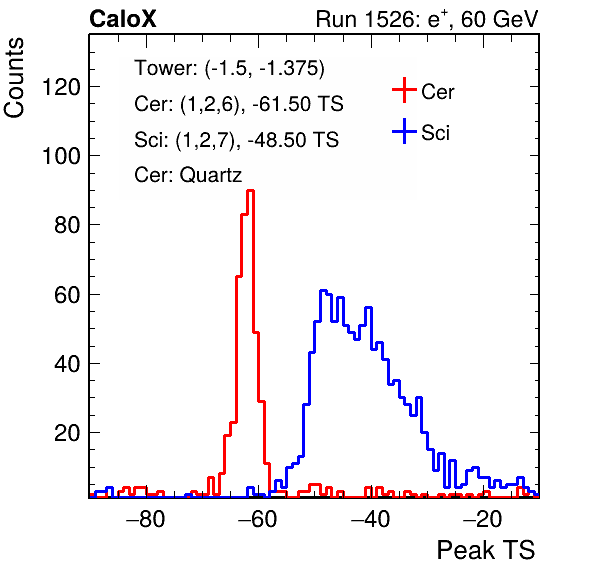 CaloX Run 1526: e⁺, 60 GeV
Counts
Tower: (-1.5, -1.375)
Cer: (1,2,6), -61.50 TS
Sci: (1,2,7), -48.50 TS
Cer: Quartz
Cer
Sci
120
100
80
60
40
20
−80 −60 −40 −20
Peak TS